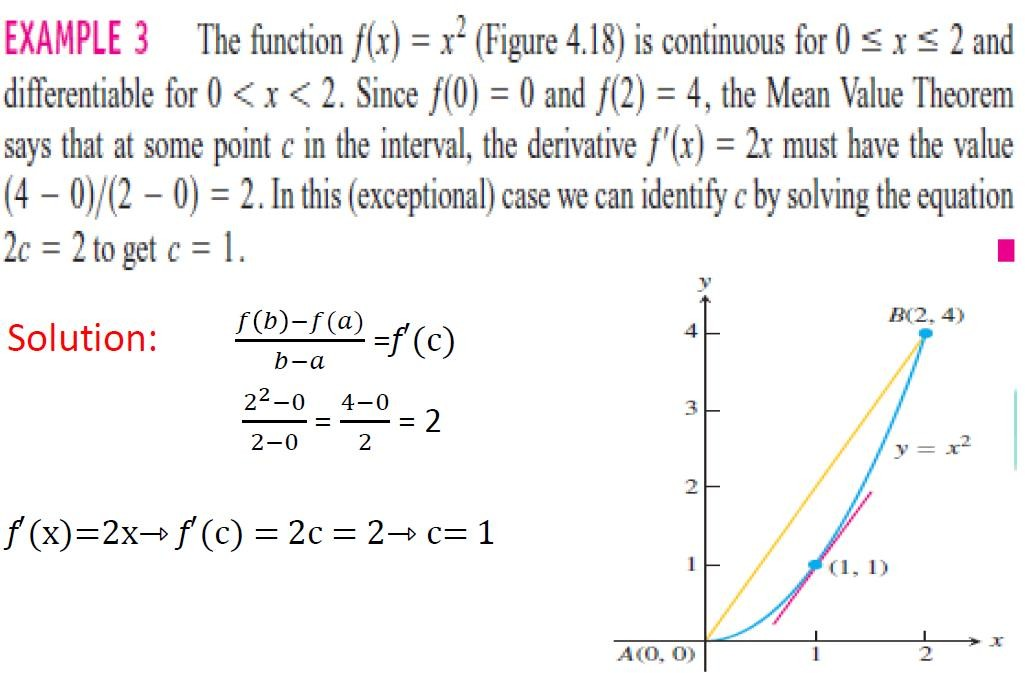 EXAMPLE 3 The function f(x) = x² (Figure 4.18) is continuous for 0 ≤ x ≤ 2 and
differentiable for 0 < x < 2. Since f(0) = 0 and f(2) = 4, the Mean Value Theorem
says that at some point c in the interval, the derivative f'(x) = 2x must have the value
(4 − 0)/(2 − 0) = 2. In this (exceptional) case we can identify c by solving the equation
2c = 2 to get c = 1.
Solution:
f(b)−f(a)
b−a
=f'(c)
2²−0
2−0
=
4−0
2
= 2
f'(x)=2x→ f'(c) = 2c = 2→ c= 1
y
4
3
2
1
B(2, 4)
y = x²
(1, 1)
A(0, 0)
1
2
x